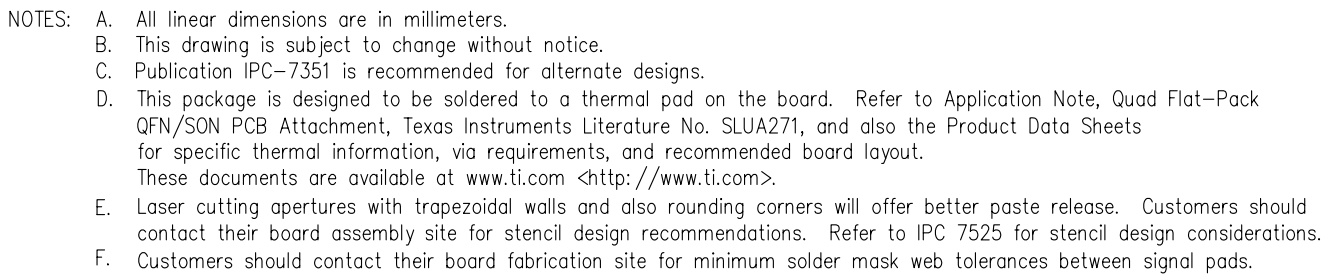 NOTES: A. All linear dimensions are in millimeters.
B. This drawing is subject to change without notice.
C. Publication IPC-7351 is recommended for alternate designs.
D. This package is designed to be soldered to a thermal pad on the board. Refer to Application Note, Quad Flat-Pack
QFN/SON PCB Attachment, Texas Instruments Literature No. SLUA271, and also the Product Data Sheets
for specific thermal information, via requirements, and recommended board layout.
These documents are available at www.ti.com <http://www.ti.com>.
E. Laser cutting apertures with trapezoidal walls and also rounding corners will offer better paste release. Customers should
contact their board assembly site for stencil design recommendations. Refer to IPC 7525 for stencil design considerations.
F. Customers should contact their board fabrication site for minimum solder mask web tolerances between signal pads.